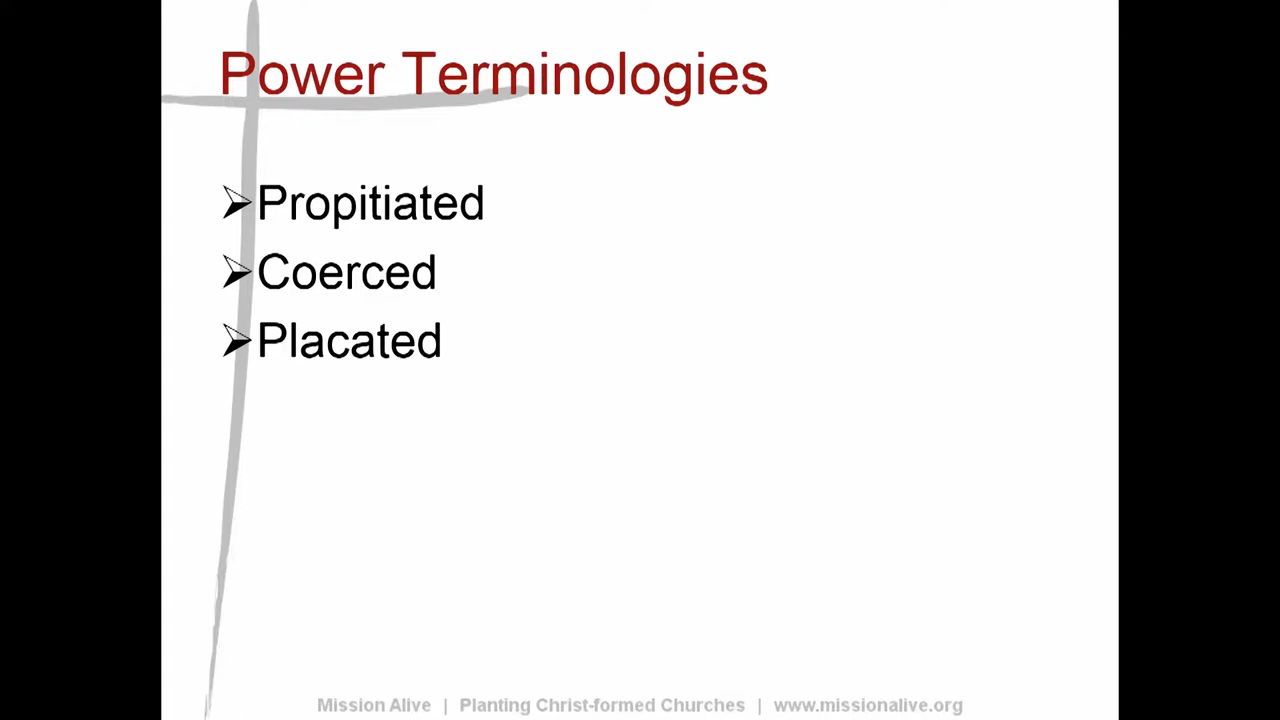 Power Terminologies
Propitiated
Coerced
Placated
Mission Alive | Planting Christ-formed Churches | www.missionalive.org